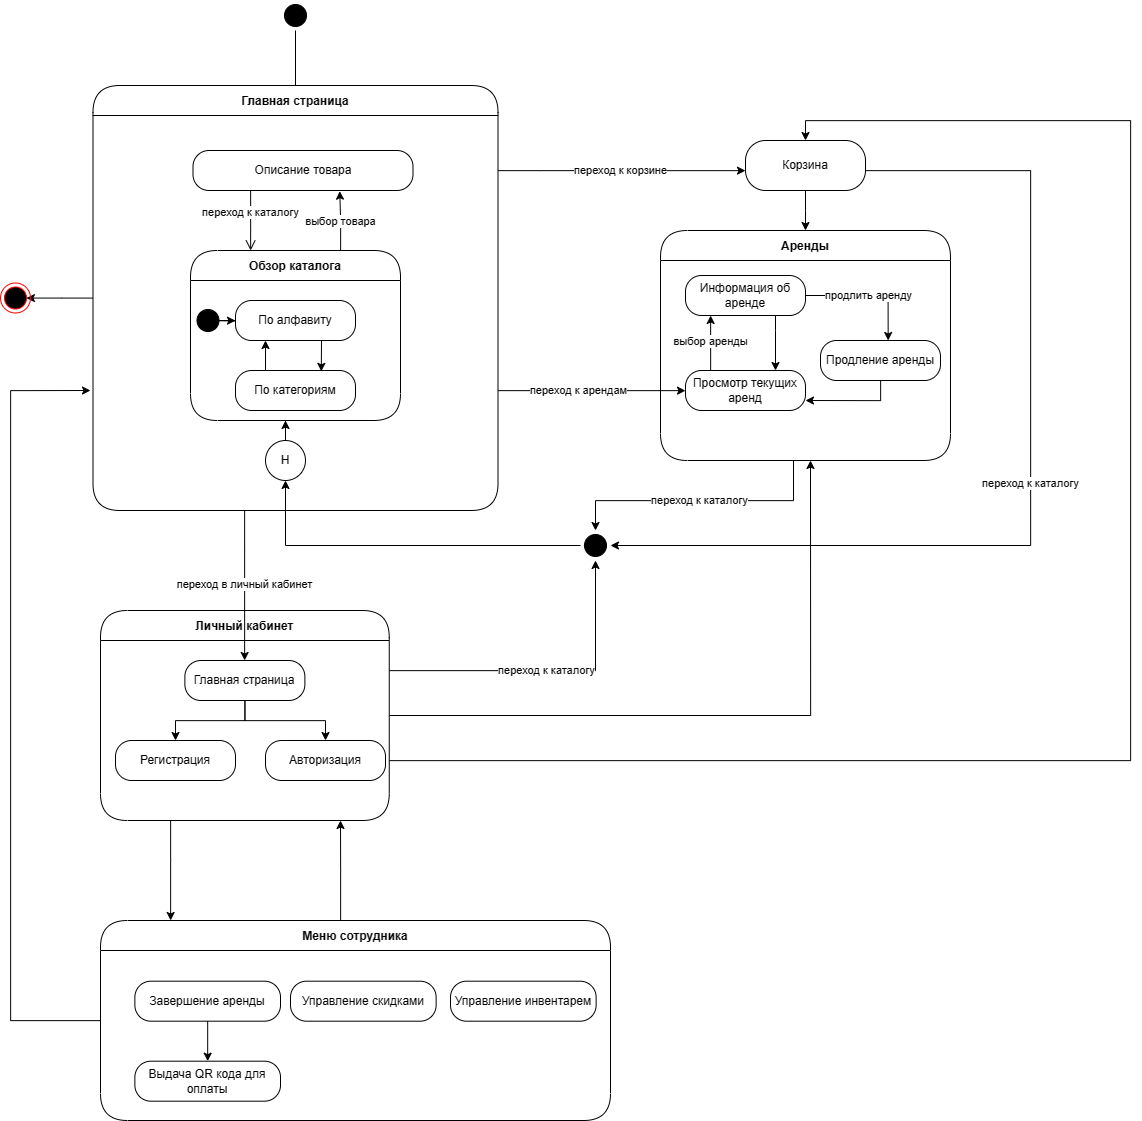 Главная страница
Описание товара
переход к каталогу
выбор товара
Обзор каталога
По алфавиту
По категориям
H
переход к корзине
Корзина
Аренды
Информация об
аренде
продлить аренду
выбор аренды
Продление аренды
Просмотр текущих
аренд
переход к арендам
переход к каталогу
переход к каталогу
переход в личный кабинет
Личный кабинет
Главная страница
переход к каталогу
Регистрация
Авторизация
Меню сотрудника
Завершение аренды
Управление скидками
Управление инвентарем
Выдача QR кода для
оплаты